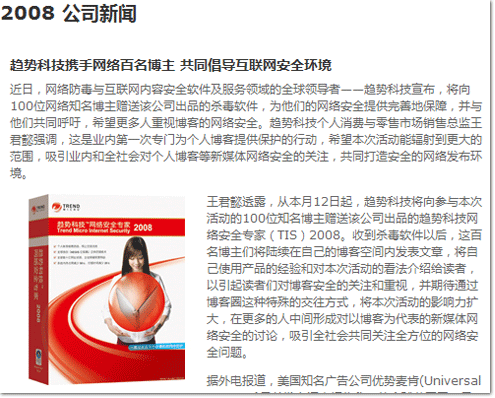 2008 公司新闻
趋势科技携手网络百名博主 共同倡导互联网安全环境
近日，网络防毒与互联网内容安全软件及服务领域的全球领导者——趋势科技宣布，将向
100位网络知名博主赠送该公司出品的杀毒软件，为他们的网络安全提供完善地保障，并与
他们共同呼吁，希望更多人重视博客的网络安全。趋势科技个人消费与零售市场销售总监王
君懿强调，这是业内第一次专门为个人博客提供保护的行动，希望本次活动能辐射到更大的
范围，吸引业内和全社会对个人博客等新媒体网络安全的关注，共同打造安全的网络发布环
境。
王君懿透露，从本月12日起，趋势科技将向参与本次
活动的100位知名博主赠送该公司出品的趋势科技网
络安全专家（TIS）2008。收到杀毒软件以后，这百
名博主们将陆续在自己的博客空间内发表文章，将自
己使用产品的经验和对本次活动的看法介绍给读者，
以引起读者们对博客安全的关注和重视，并期待通过
博客圈这种特殊的交往方式，将本次活动的影响力扩
大，在更多的人中间形成对以博客为代表的新媒体网
络安全的讨论，吸引全社会共同关注全方位的网络安
全问题。
据外电报道，美国知名广告公司优势麦肯(Universal
TREND
MICRO
趋势科技™网络安全专家
Trend Micro Internet Security 2008
2008